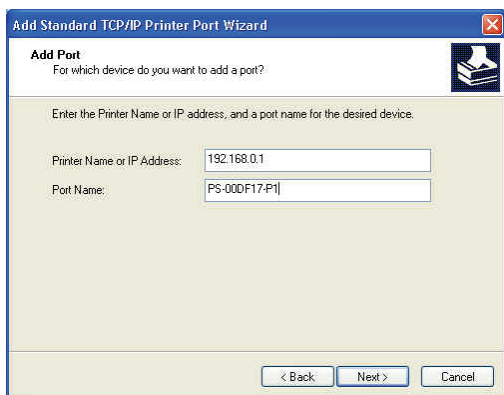 Add Standard TCP/IP Printer Port Wizard
Add Port
For which device do you want to add a port?
Enter the Printer Name or IP address, and a port name for the desired device.
Printer Name or IP Address: 192.168.0.1
Port Name: PS-00DF17-P1
< Back Next > Cancel